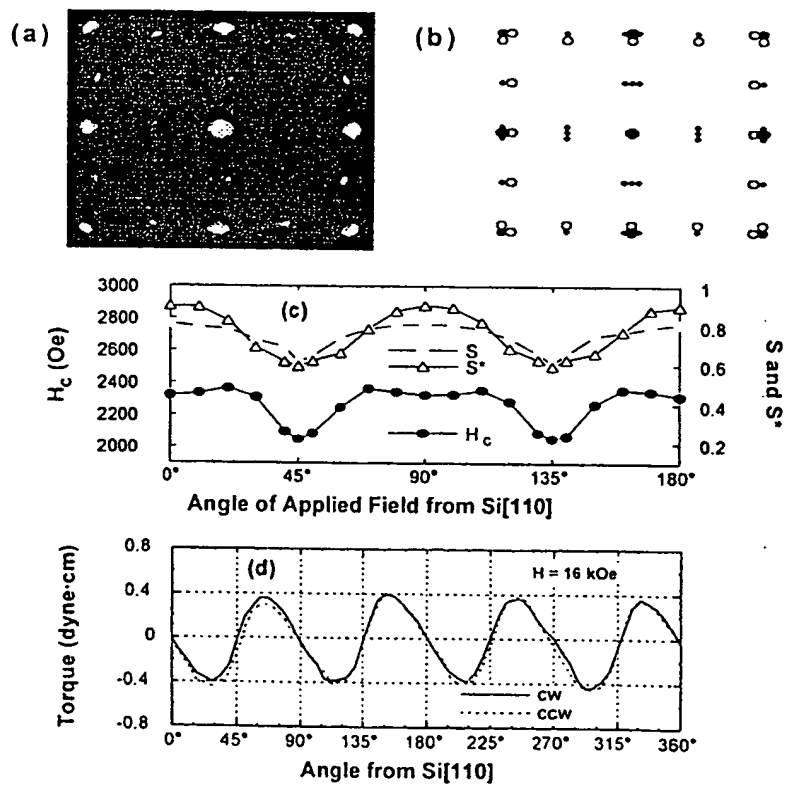 (a)
(b)
3000
2800
2600
2400
2200
2000
H_c (Oe)
(c)
S
S*
H_c
1
0.8
0.6
0.4
0.2
S and S*
0° 45° 90° 135° 180°
Angle of Applied Field from Si[110]
0.8
0.4
0
-0.4
-0.8
Torque (dyne·cm)
(d)
H = 16 kOe
CW
CCW
0° 45° 90° 135° 180° 225° 270° 315° 360°
Angle from Si[110]